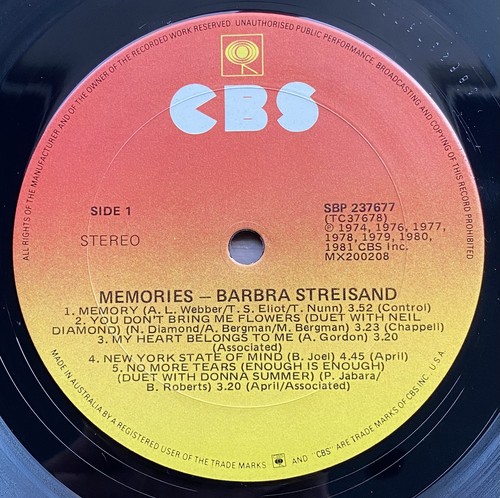 ALL RIGHTS OF THE MANUFACTURER AND OF THE OWNER OF THE RECORDED WORK RESERVED. UNAUTHORISED PUBLIC PERFORMANCE, BROADCASTING AND COPYING OF THIS RECORD PROHIBITED
CBS
SIDE 1
STEREO
SBP 237677
(TC37678)
℗ 1974, 1976, 1977,
1978, 1979, 1980,
1981 CBS Inc.
MX200208
MEMORIES – BARBRA STREISAND
1. MEMORY (A. L. Webber/T. S. Eliot/T. Nunn) 3.52 (Control)
2. YOU DON'T BRING ME FLOWERS (DUET WITH NEIL
DIAMOND) (N. Diamond/A. Bergman/M. Bergman) 3.23 (Chappell)
3. MY HEART BELONGS TO ME (A. Gordon) 3.20
(Associated)
4. NEW YORK STATE OF MIND (B. Joel) 4.45 (April)
5. NO MORE TEARS (ENOUGH IS ENOUGH)
(DUET WITH DONNA SUMMER) (P. Jabara/
B. Roberts) 3.20 (April/Associated)
MADE IN AUSTRALIA BY A REGISTERED USER OF THE TRADE MARKS AND "CBS" ARE TRADE MARKS OF CBS INC. U.S.A.